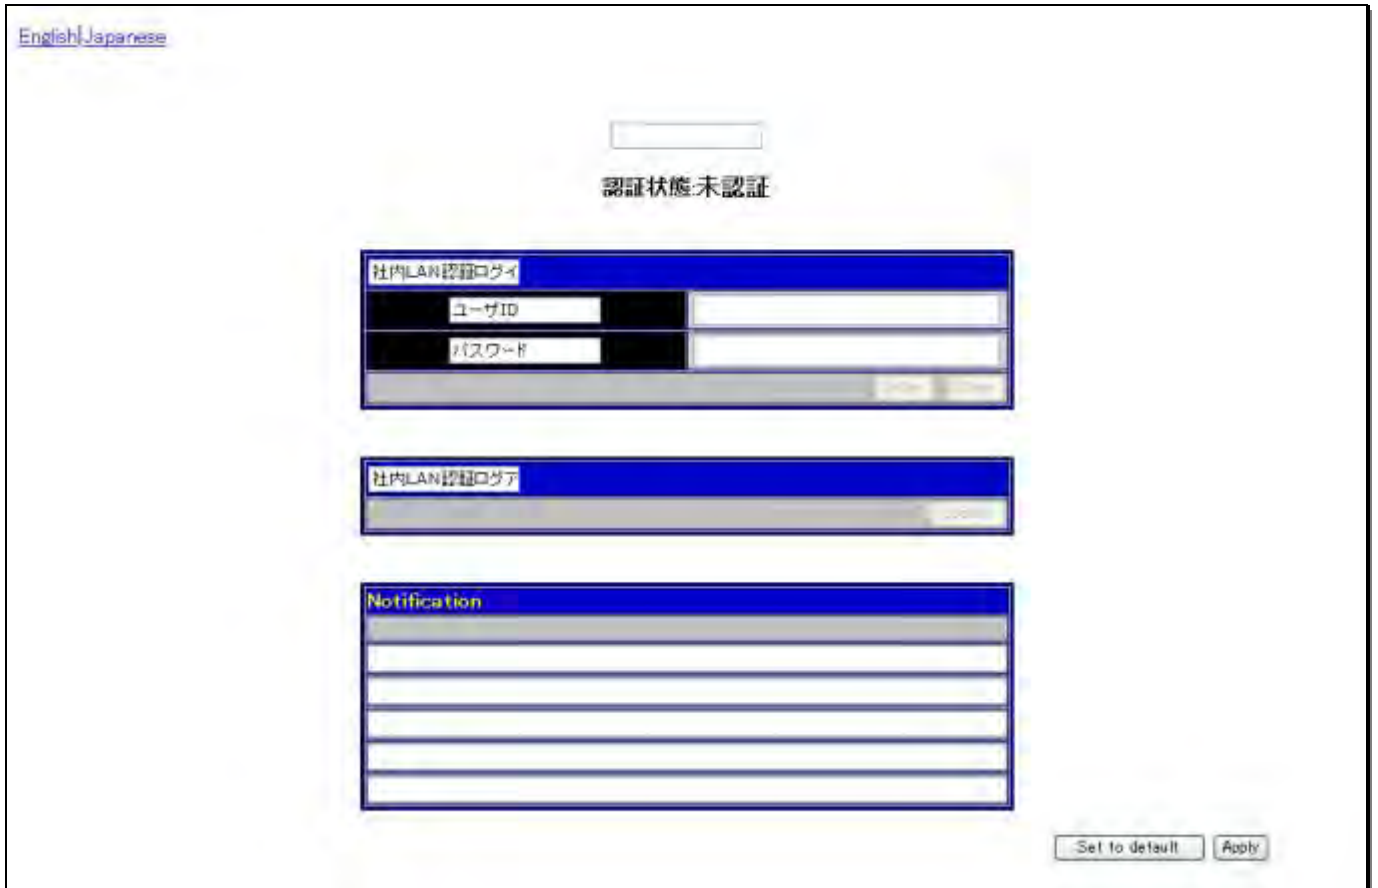 English|Japanese
認証状態:未認証
社内LAN認証ログイ
ユーザID
パスワード
社内LAN認証ログア
Notification
Set to default
Apply